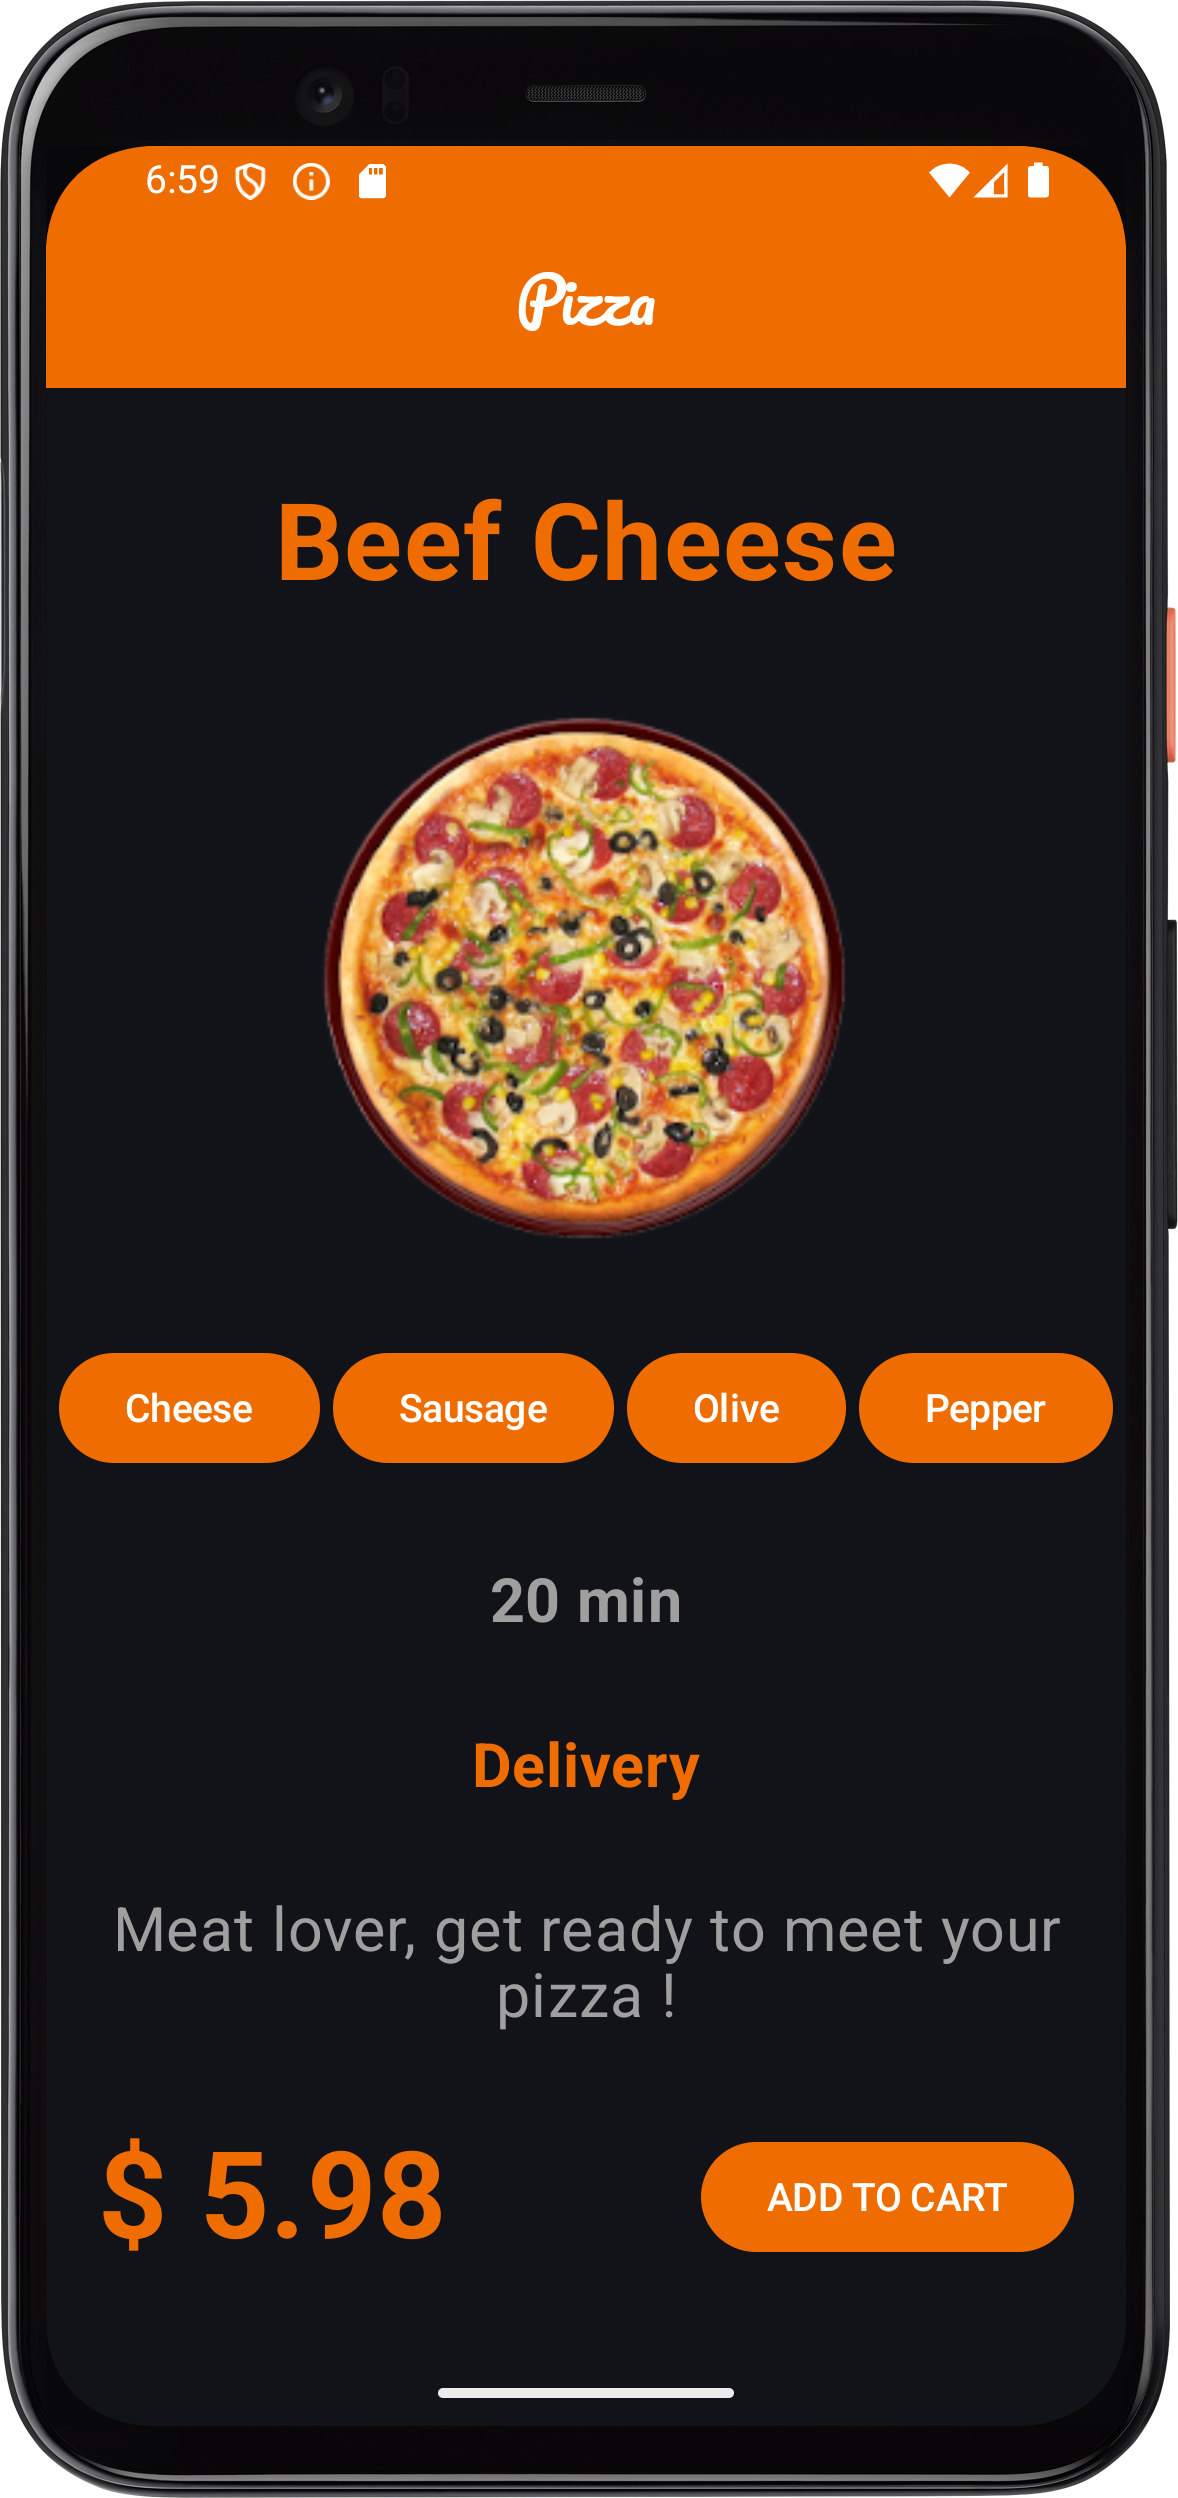 6:59
Pizza
Beef Cheese
Cheese Sausage Olive Pepper
20 min
Delivery
Meat lover, get ready to meet your
pizza !
$ 5.98 ADD TO CART